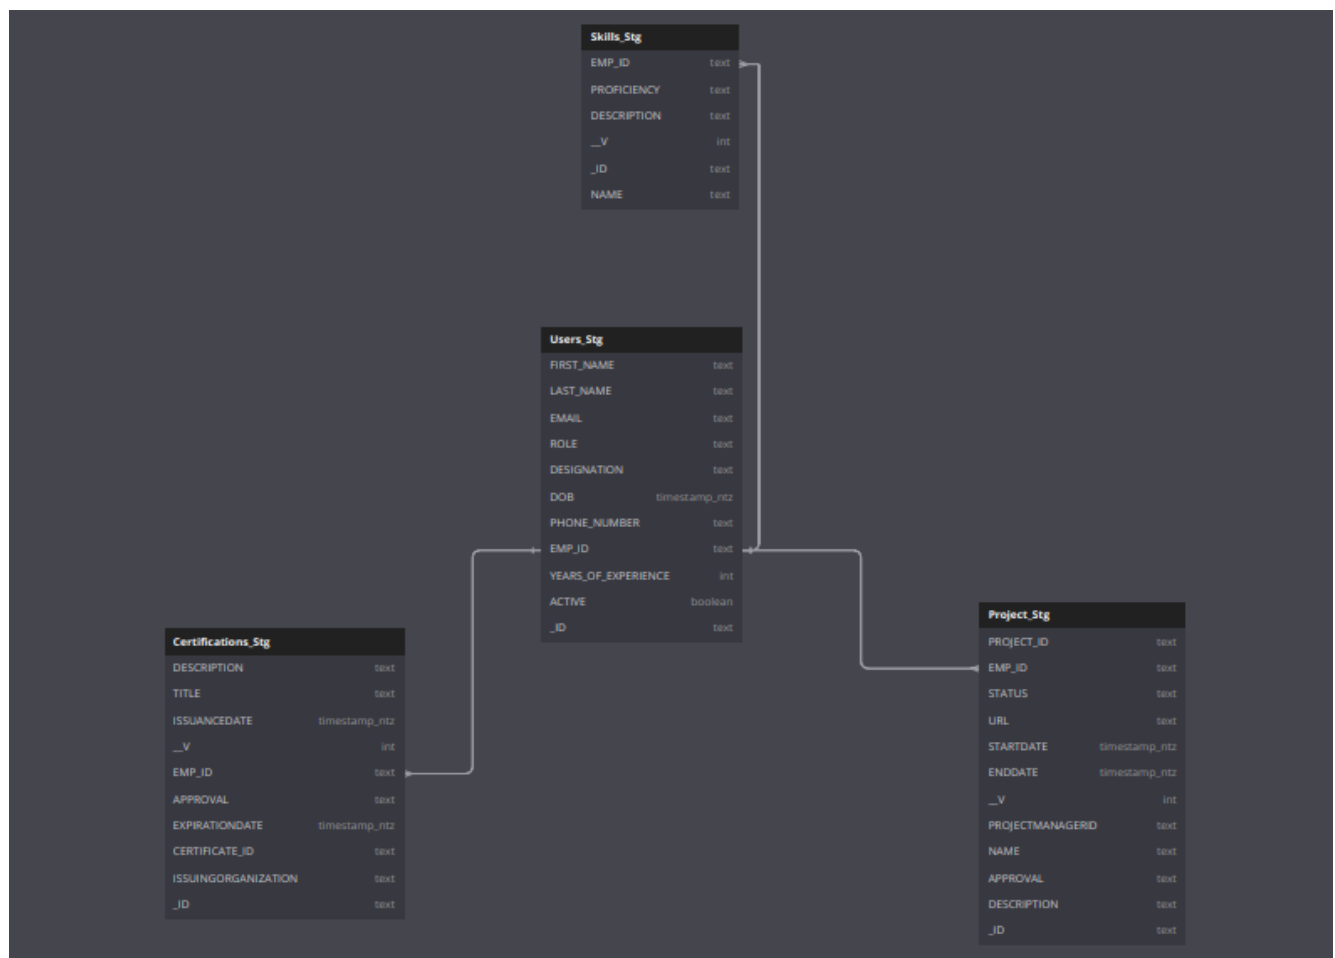 Skills_Stg
EMP_ID text
PROFICIENCY text
DESCRIPTION text
__V int
_ID text
NAME text
Users_Stg
FIRST_NAME text
LAST_NAME text
EMAIL text
ROLE text
DESIGNATION text
DOB timestamp_ntz
PHONE_NUMBER text
EMP_ID text
YEARS_OF_EXPERIENCE int
ACTIVE boolean
_ID text
Certifications_Stg
DESCRIPTION text
TITLE text
ISSUANCEDATE timestamp_ntz
__V int
EMP_ID text
APPROVAL text
EXPIRATIONDATE timestamp_ntz
CERTIFICATE_ID text
ISSUINGORGANIZATION text
_ID text
Project_Stg
PROJECT_ID text
EMP_ID text
STATUS text
URL text
STARTDATE timestamp_ntz
ENDDATE timestamp_ntz
__V int
PROJECTMANAGERID text
NAME text
APPROVAL text
DESCRIPTION text
_ID text